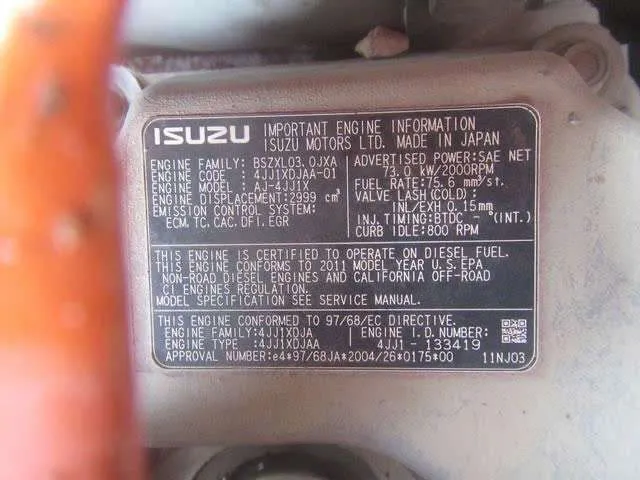 ISUZU IMPORTANT ENGINE INFORMATION
ISUZU MOTORS LTD. MADE IN JAPAN
ENGINE FAMILY: BSZXL03.0JXA
ENGINE CODE : 4JJ1XDJAA-01
ENGINE MODEL: AJ-4JJ1X
ENGINE DISPLACEMENT: 2999 cm³
EMISSION CONTROL SYSTEM:
ECM, TC, CAC, DFI, EGR
ADVERTISED POWER: SAE NET
73.0 kW/2000RPM
FUEL RATE: 75.6 mm³/st.
VALVE LASH (COLD):
IN./EXH 0.15mm
INJ. TIMING: BTDC - ° (INT.)
CURB IDLE: 800 RPM
THIS ENGINE IS CERTIFIED TO OPERATE ON DIESEL FUEL.
THIS ENGINE CONFORMS TO 2011 MODEL YEAR U.S. EPA
NON-ROAD DIESEL ENGINES AND CALIFORNIA OFF-ROAD
CI ENGINES REGULATION.
MODEL SPECIFICATION SEE SERVICE MANUAL.
THIS ENGINE CONFORMED TO 97/68/EC DIRECTIVE.
ENGINE FAMILY: 4JJ1XDJA ENGINE I.D. NUMBER:
ENGINE TYPE : 4JJ1XDJAA 4JJ1- 133419
APPROVAL NUMBER: e4*97/68JA*2004/26*0175*00 11NJ03